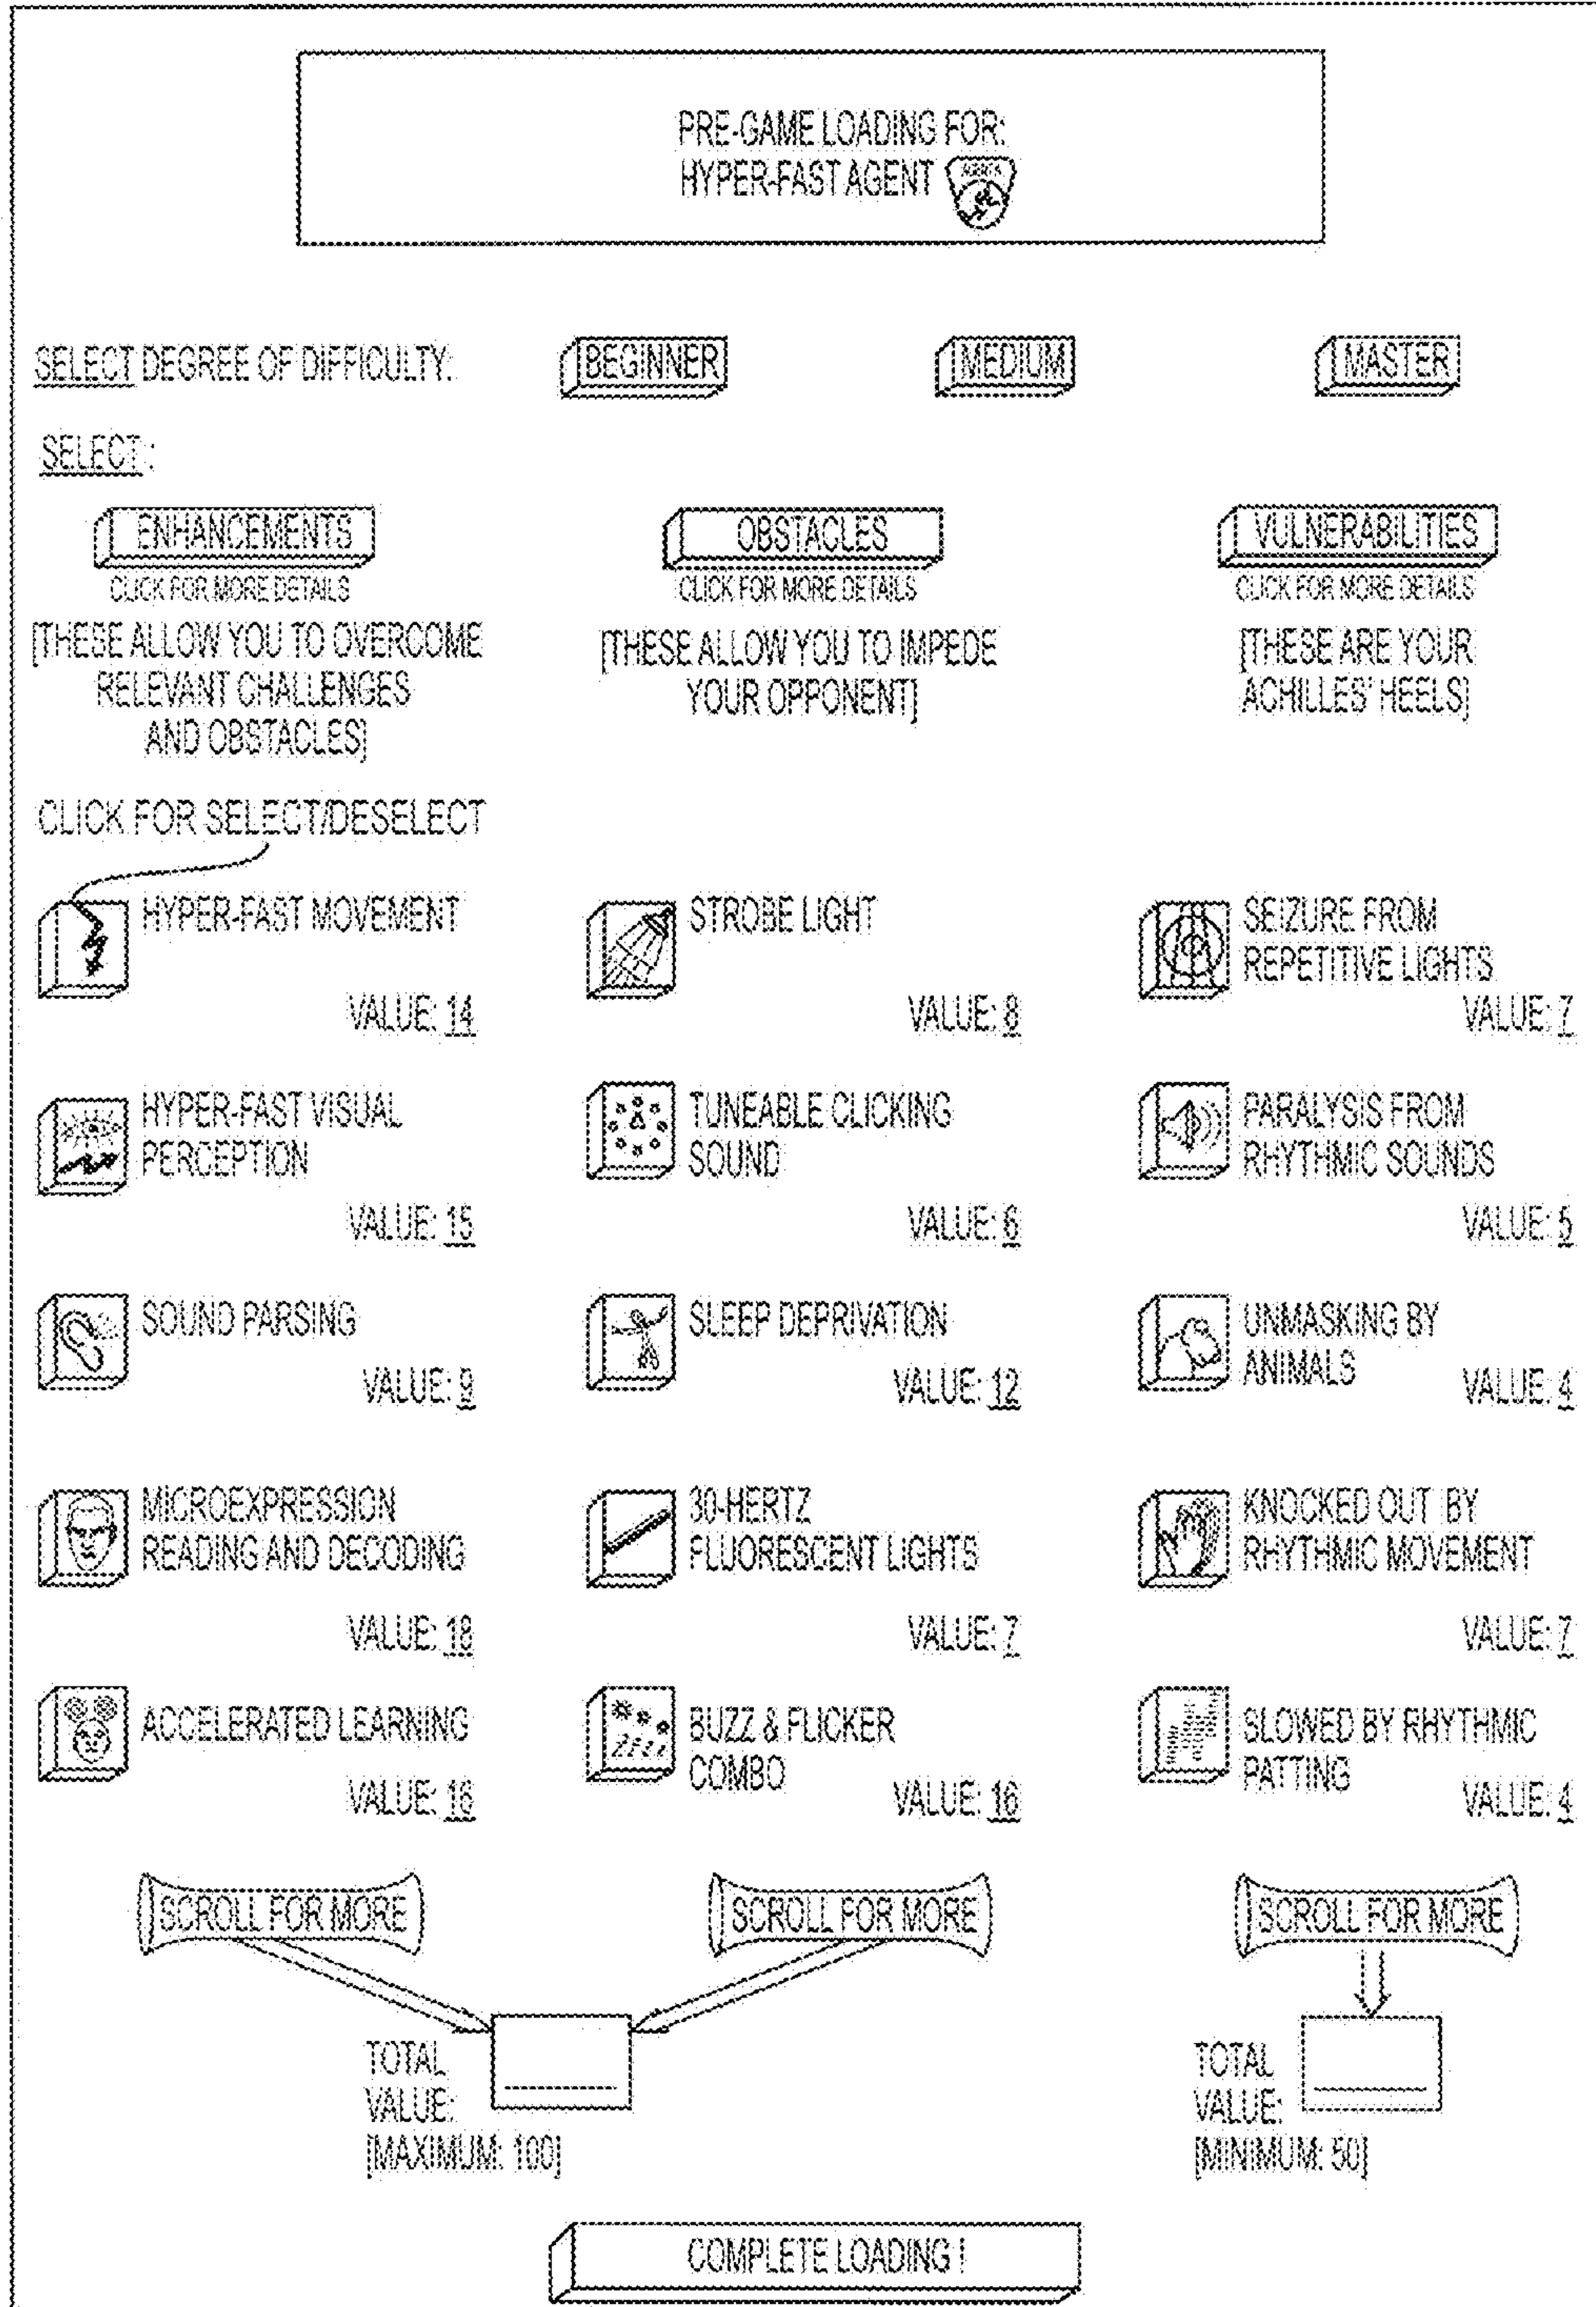 PRE-GAME LOADING FOR:
HYPER-FAST AGENT
SELECT DEGREE OF DIFFICULTY:
BEGINNER
MEDIUM
MASTER
SELECT:
ENHANCEMENTS
CLICK FOR MORE DETAILS
[THESE ALLOW YOU TO OVERCOME
RELEVANT CHALLENGES
AND OBSTACLES]
OBSTACLES
CLICK FOR MORE DETAILS
[THESE ALLOW YOU TO IMPEDE
YOUR OPPONENT]
VULNERABILITIES
CLICK FOR MORE DETAILS
[THESE ARE YOUR
ACHILLES' HEELS]
CLICK FOR SELECT/DESELECT
HYPER-FAST MOVEMENT
VALUE: 14
STROBE LIGHT
VALUE: 8
SEIZURE FROM
REPETITIVE LIGHTS
VALUE: 7
HYPER-FAST VISUAL
PERCEPTION
VALUE: 15
TUNEABLE CLICKING
SOUND
VALUE: 6
PARALYSIS FROM
RHYTHMIC SOUNDS
VALUE: 5
SOUND PARSING
VALUE: 9
SLEEP DEPRIVATION
VALUE: 12
UNMASKING BY
ANIMALS
VALUE: 4
MICROEXPRESSION
READING AND DECODING
VALUE: 18
30-HERTZ
FLUORESCENT LIGHTS
VALUE: 7
KNOCKED OUT BY
RHYTHMIC MOVEMENT
VALUE: 7
ACCELERATED LEARNING
VALUE: 16
BUZZ & FLICKER
COMBO
VALUE: 16
SLOWED BY RHYTHMIC
PATTING
VALUE: 4
SCROLL FOR MORE
SCROLL FOR MORE
SCROLL FOR MORE
TOTAL
VALUE:
[MAXIMUM: 100]
TOTAL
VALUE:
[MINIMUM: 50]
COMPLETE LOADING !